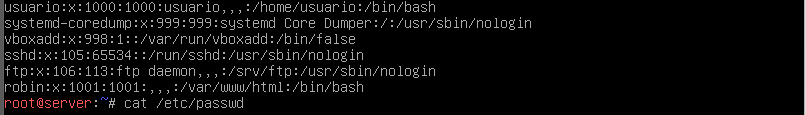 usuario:x:1000:1000:usuario,,,:/home/usuario:/bin/bash
systemd-coredump:x:999:999:systemd Core Dumper:/:/usr/sbin/nologin
vboxadd:x:998:1::/var/run/vboxadd:/bin/false
sshd:x:105:65534::/run/sshd:/usr/sbin/nologin
ftp:x:106:113:ftp daemon,,,:/srv/ftp:/usr/sbin/nologin
robin:x:1001:1001:,,,:/var/www/html:/bin/bash
root@server:~# cat /etc/passwd